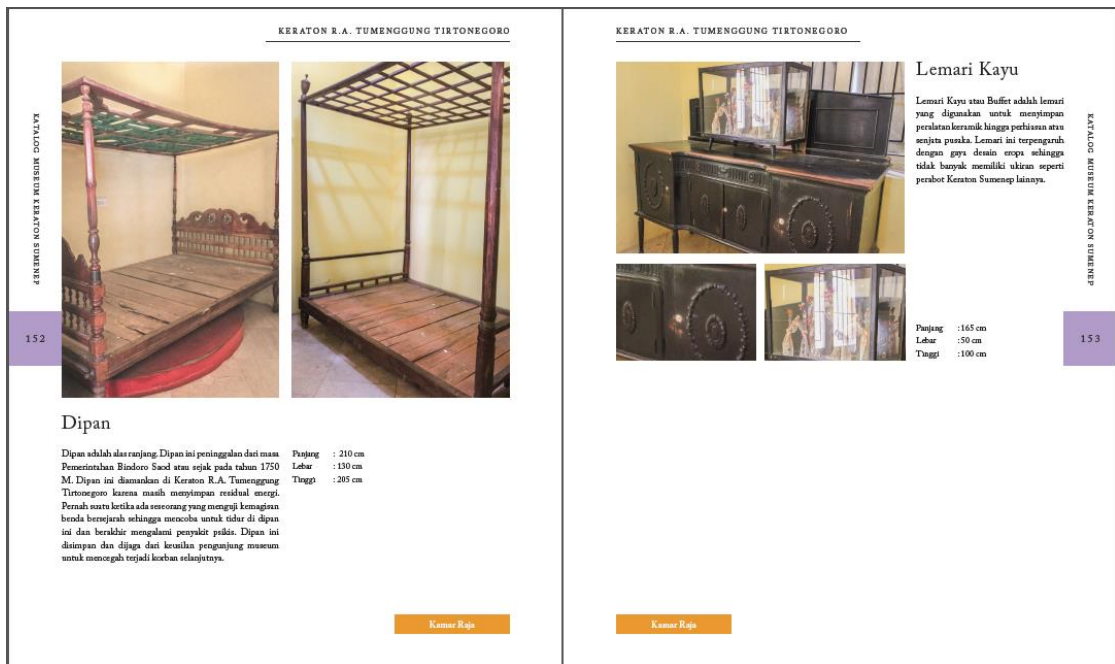 KERATON R.A. TUMENGGUNG TIRTONEGORO
KATALOG MUSEUM KERATON SUMENEP
152
Dipan
Dipan adalah alas ranjang. Dipan ini peninggalan dari masa
Pemerintahan Bindoro Saod atau sejak pada tahun 1750
M. Dipan ini diamankan di Keraton R.A. Tumenggung
Tirtonegoro karena masih menyimpan residual energi.
Pernah suatu ketika ada seseorang yang menguji kemagisan
benda bersejarah sehingga mencoba untuk tidur di dipan
ini dan berakhir mengalami penyakit psikis. Dipan ini
disimpan dan dijaga dari keusilan pengunjung museum
untuk mencegah terjadi korban selanjutnya.
Panjang : 210 cm
Lebar : 130 cm
Tinggi : 205 cm
Kamar Raja
KERATON R.A. TUMENGGUNG TIRTONEGORO
Lemari Kayu
Lemari Kayu atau Buffet adalah lemari
yang digunakan untuk menyimpan
peralatan keramik hingga perhiasan atau
senjata pusaka. Lemari ini terpengaruh
dengan gaya desain eropa sehingga
tidak banyak memiliki ukiran seperti
perabot Keraton Sumenep lainnya.
Panjang : 165 cm
Lebar : 50 cm
Tinggi : 100 cm
KATALOG MUSEUM KERATON SUMENEP
153
Kamar Raja